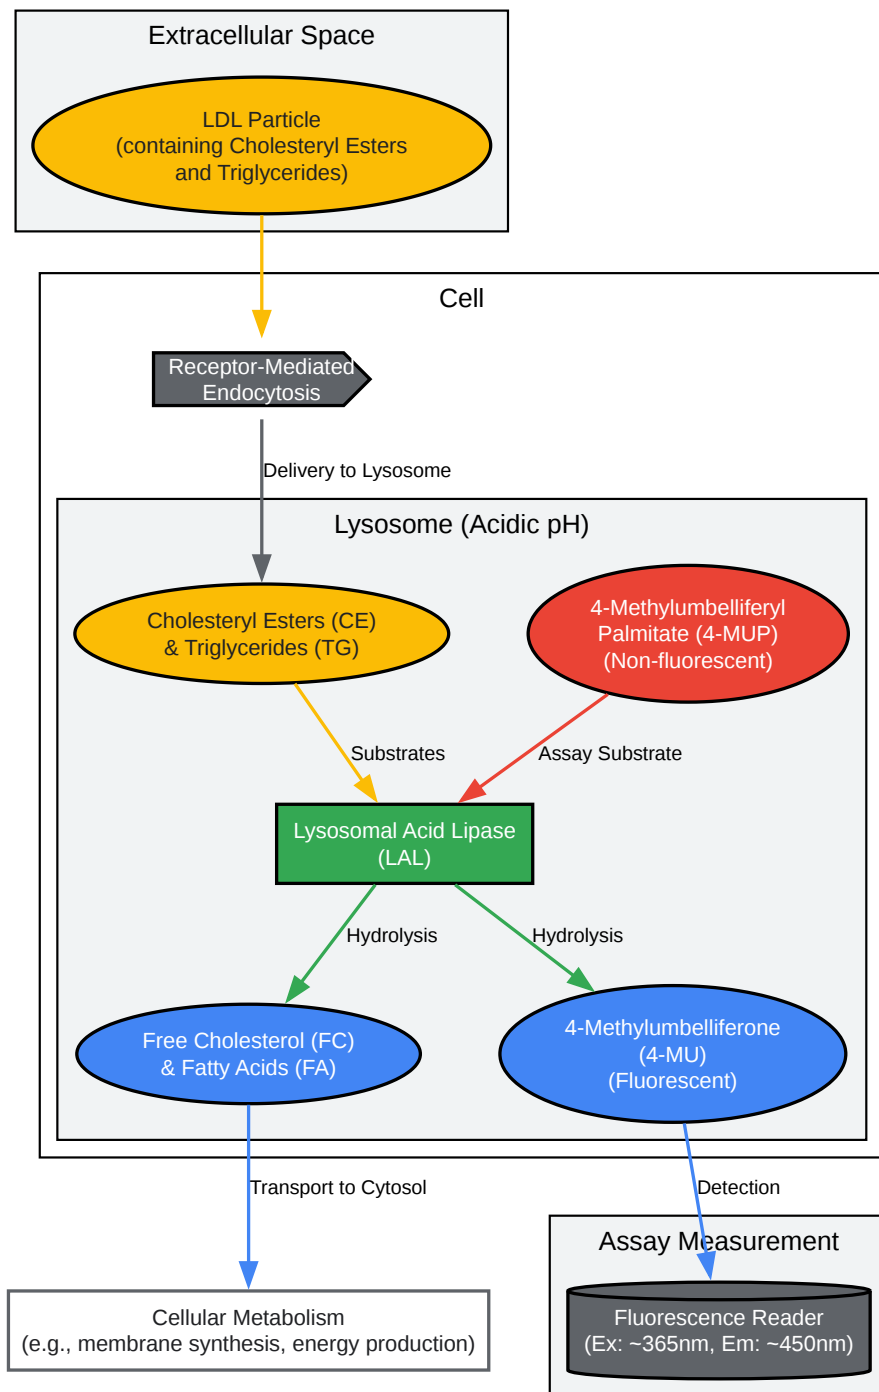 Extracellular Space
LDL Particle
(containing Cholesteryl Esters
and Triglycerides)
Cell
Receptor-Mediated
Endocytosis
Delivery to Lysosome
Lysosome (Acidic pH)
Cholesteryl Esters (CE)
& Triglycerides (TG)
4-Methylumbelliferyl
Palmitate (4-MUP)
(Non-fluorescent)
Substrates
Assay Substrate
Lysosomal Acid Lipase
(LAL)
Hydrolysis
Hydrolysis
Free Cholesterol (FC)
& Fatty Acids (FA)
4-Methylumbelliferone
(4-MU)
(Fluorescent)
Transport to Cytosol
Detection
Assay Measurement
Cellular Metabolism
(e.g., membrane synthesis, energy production)
Fluorescence Reader
(Ex: ~365nm, Em: ~450nm)